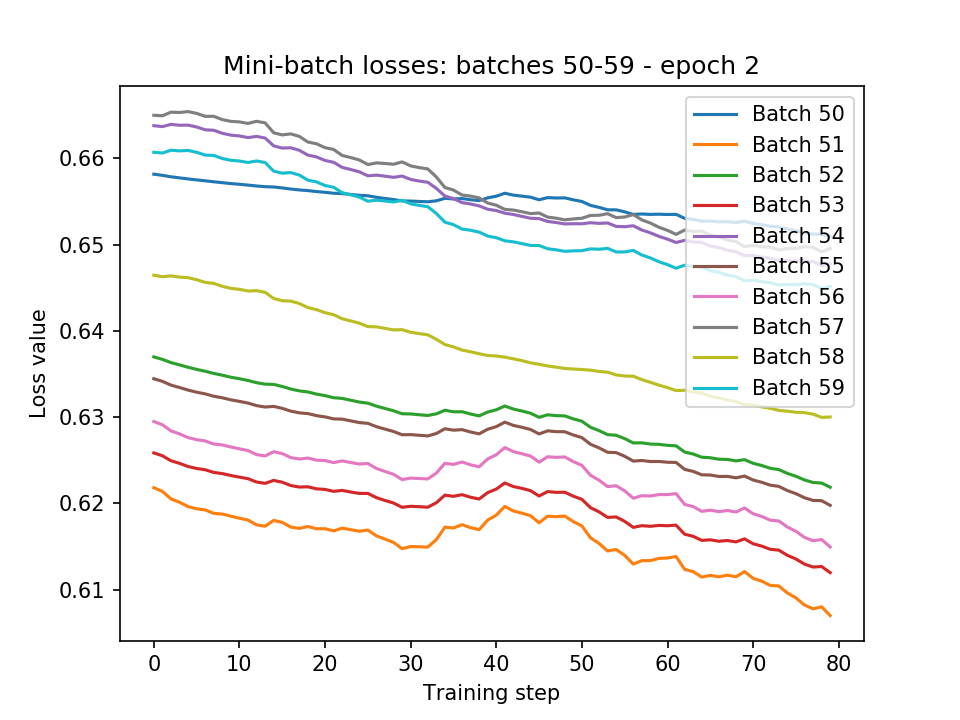 Mini-batch losses: batches 50-59 - epoch 2
Loss value
0.66
0.65
0.64
0.63
0.62
0.61
Batch 50
Batch 51
Batch 52
Batch 53
Batch 54
Batch 55
Batch 56
Batch 57
Batch 58
Batch 59
0 10 20 30 40 50 60 70 80
Training step